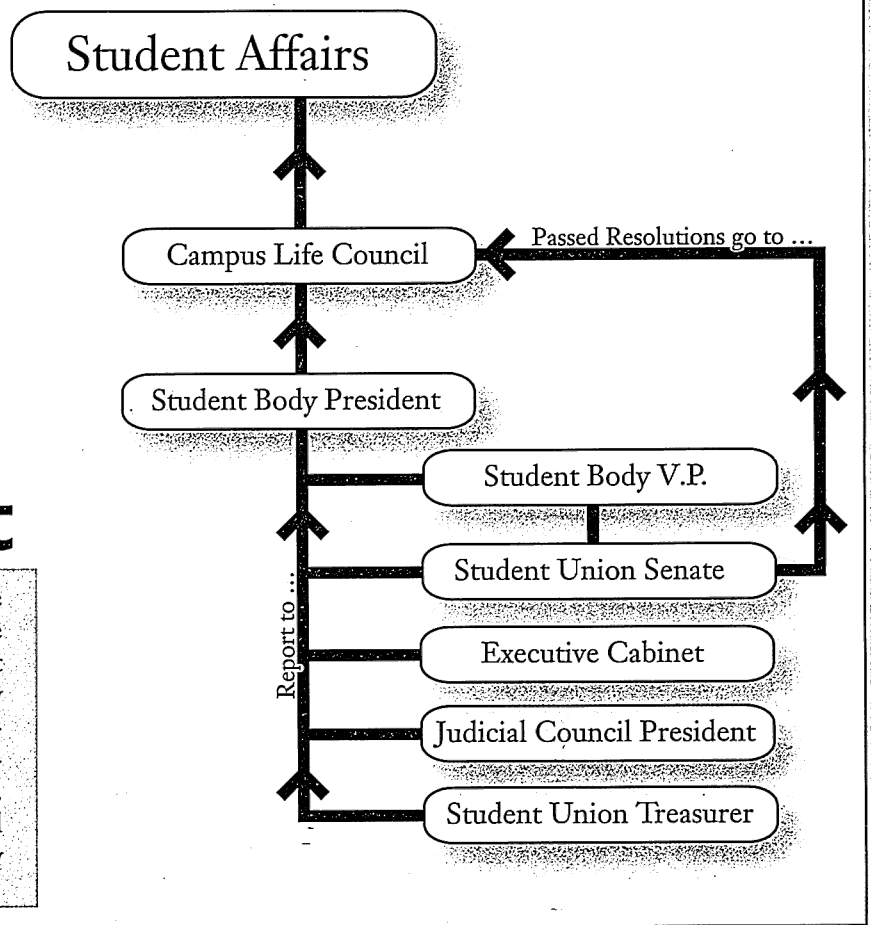 Student Affairs
Passed Resolutions go to ...
Campus Life Council
Student Body President
Student Body V.P.
Student Union Senate
Report to ...
Executive Cabinet
Judicial Council President
Student Union Treasurer